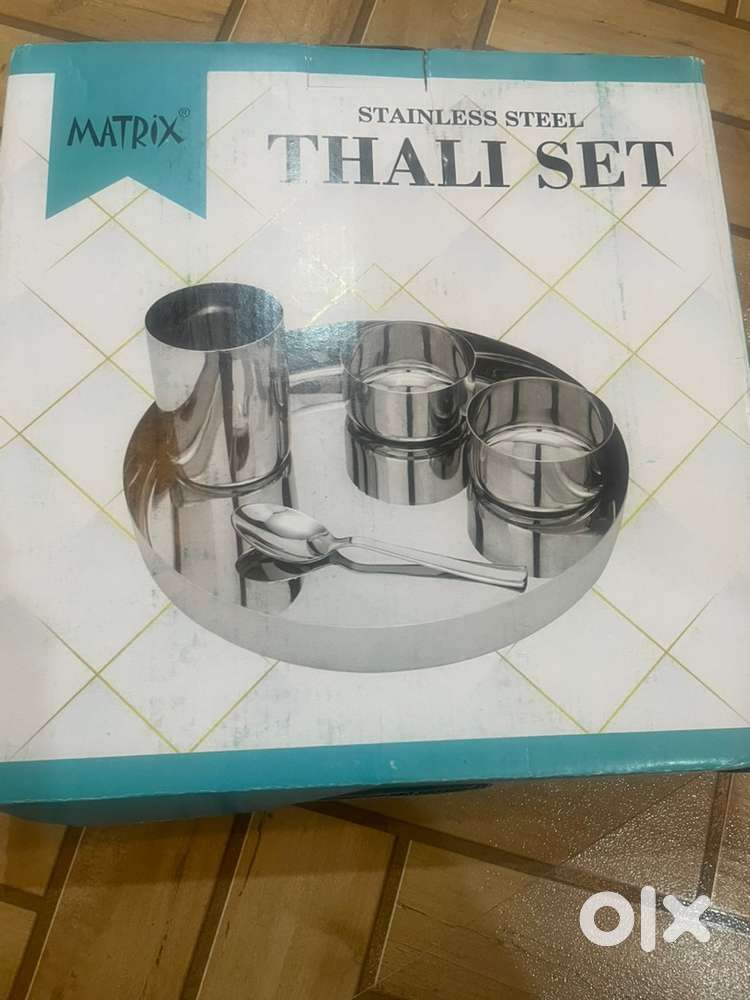 MATRiX®
STAINLESS STEEL
THALI SET
olx